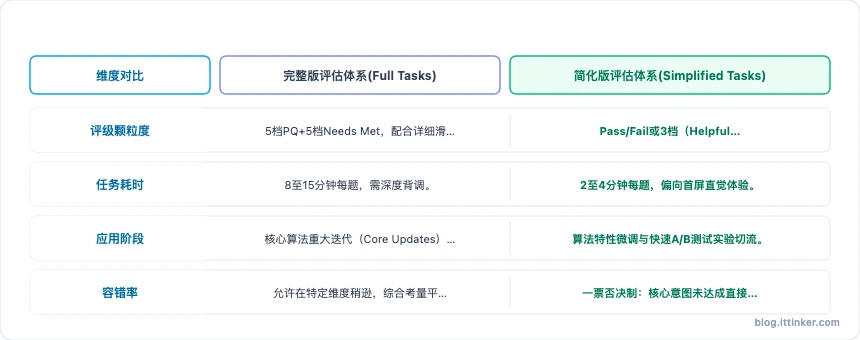 维度对比 完整版评估体系(Full Tasks) 简化版评估体系(Simplified Tasks)
评级颗粒度 5档PQ+5档Needs Met，配合详细滑... Pass/Fail或3档（Helpful...
任务耗时 8至15分钟每题，需深度背调。 2至4分钟每题，偏向首屏直觉体验。
应用阶段 核心算法重大迭代（Core Updates）... 算法特性微调与快速A/B测试实验切流。
容错率 允许在特定维度稍逊，综合考量平... 一票否决制：核心意图未达成直接...
blog.ittinker.com